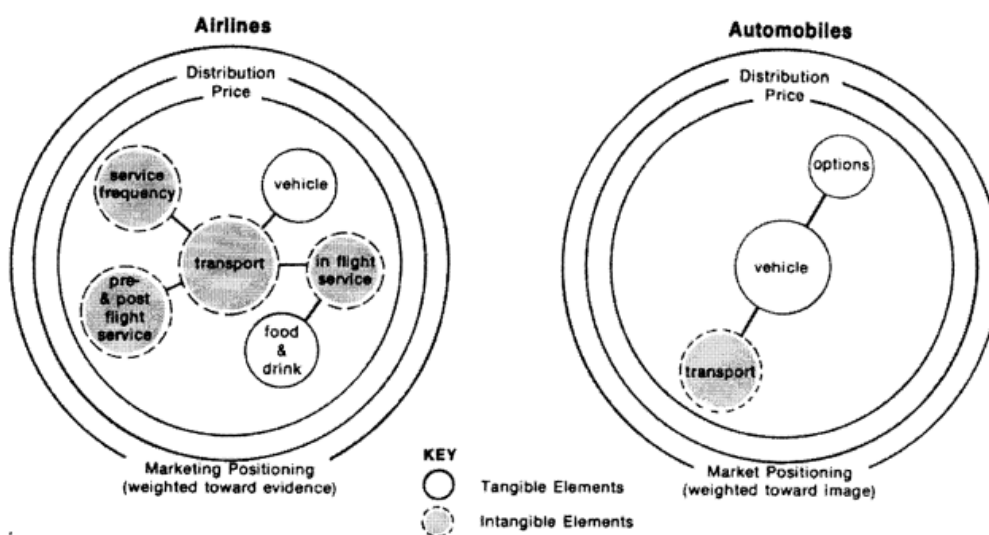 Airlines
Distribution
Price
service
frequency
vehicle
transport
in flight
service
pre-
& post
flight
service
food
&
drink
Marketing Positioning
(weighted toward evidence)
Automobiles
Distribution
Price
options
vehicle
transport
Market Positioning
(weighted toward image)
KEY
Tangible Elements
Intangible Elements